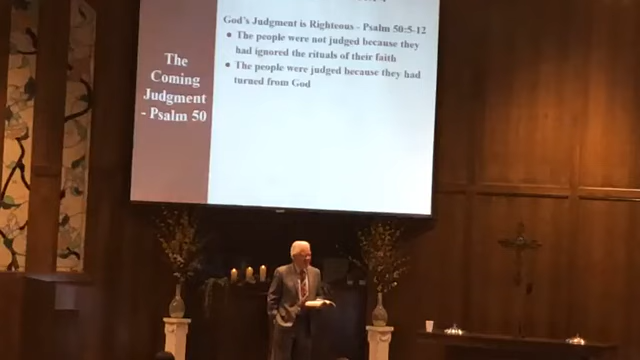 The
Coming
Judgment
- Psalm 50
God's Judgment is Righteous - Psalm 50:5-12
• The people were not judged because they
had ignored the rituals of their faith
• The people were judged because they had
turned from God